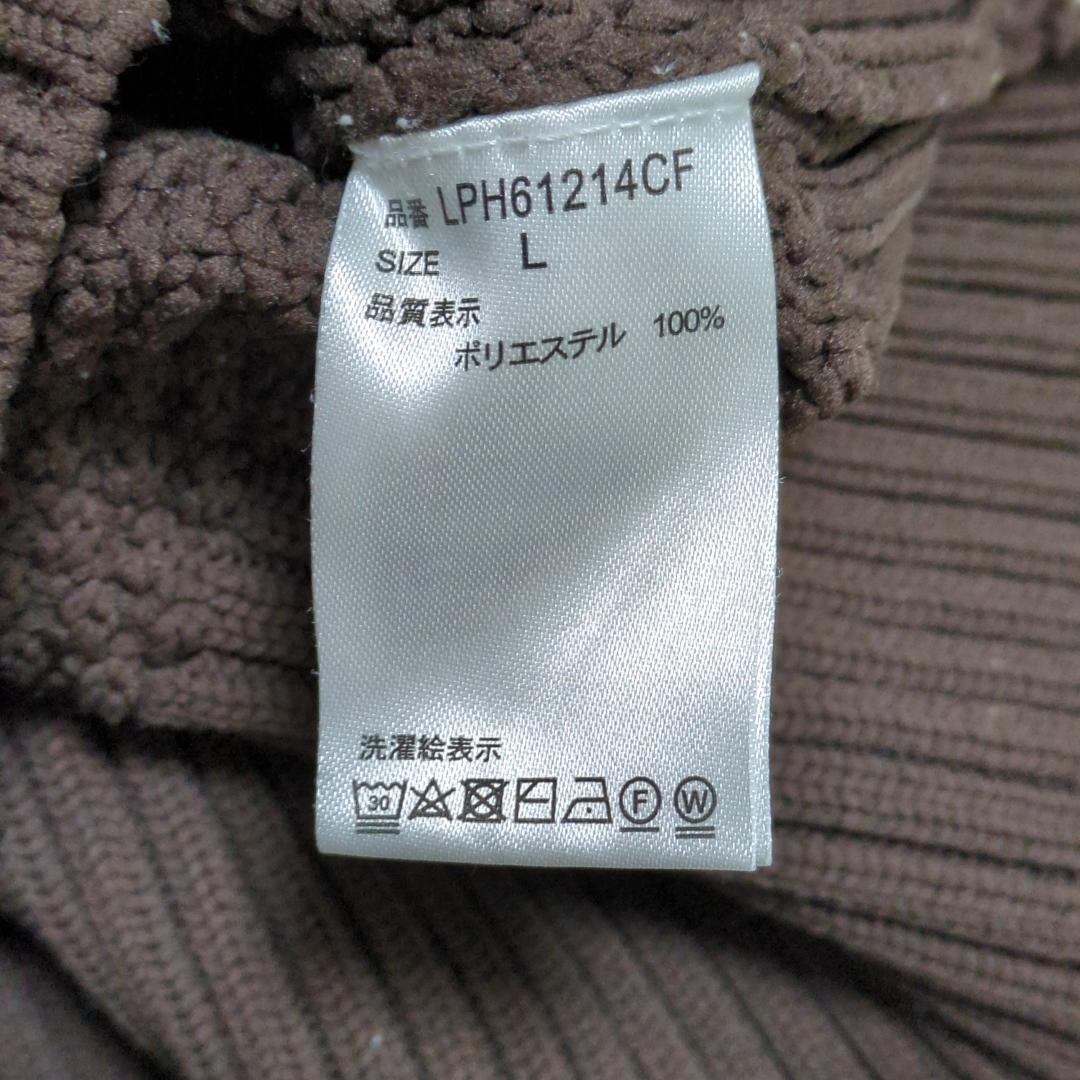 品番 LPH61214CF
SIZE L
品質表示
ポリエステル 100%
洗濯絵表示
30 F W